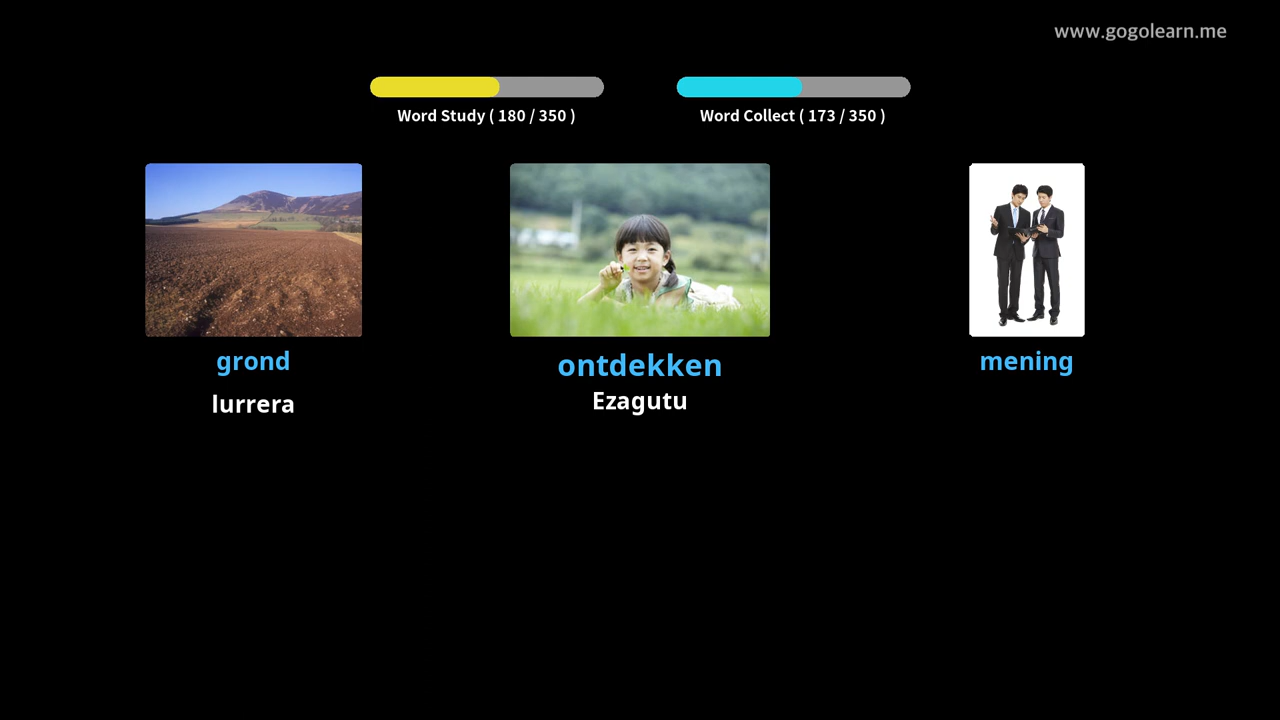 www.gogolearn.me
Word Study ( 180 / 350 )
Word Collect ( 173 / 350 )
grond
lurrera
ontdekken
Ezagutu
mening